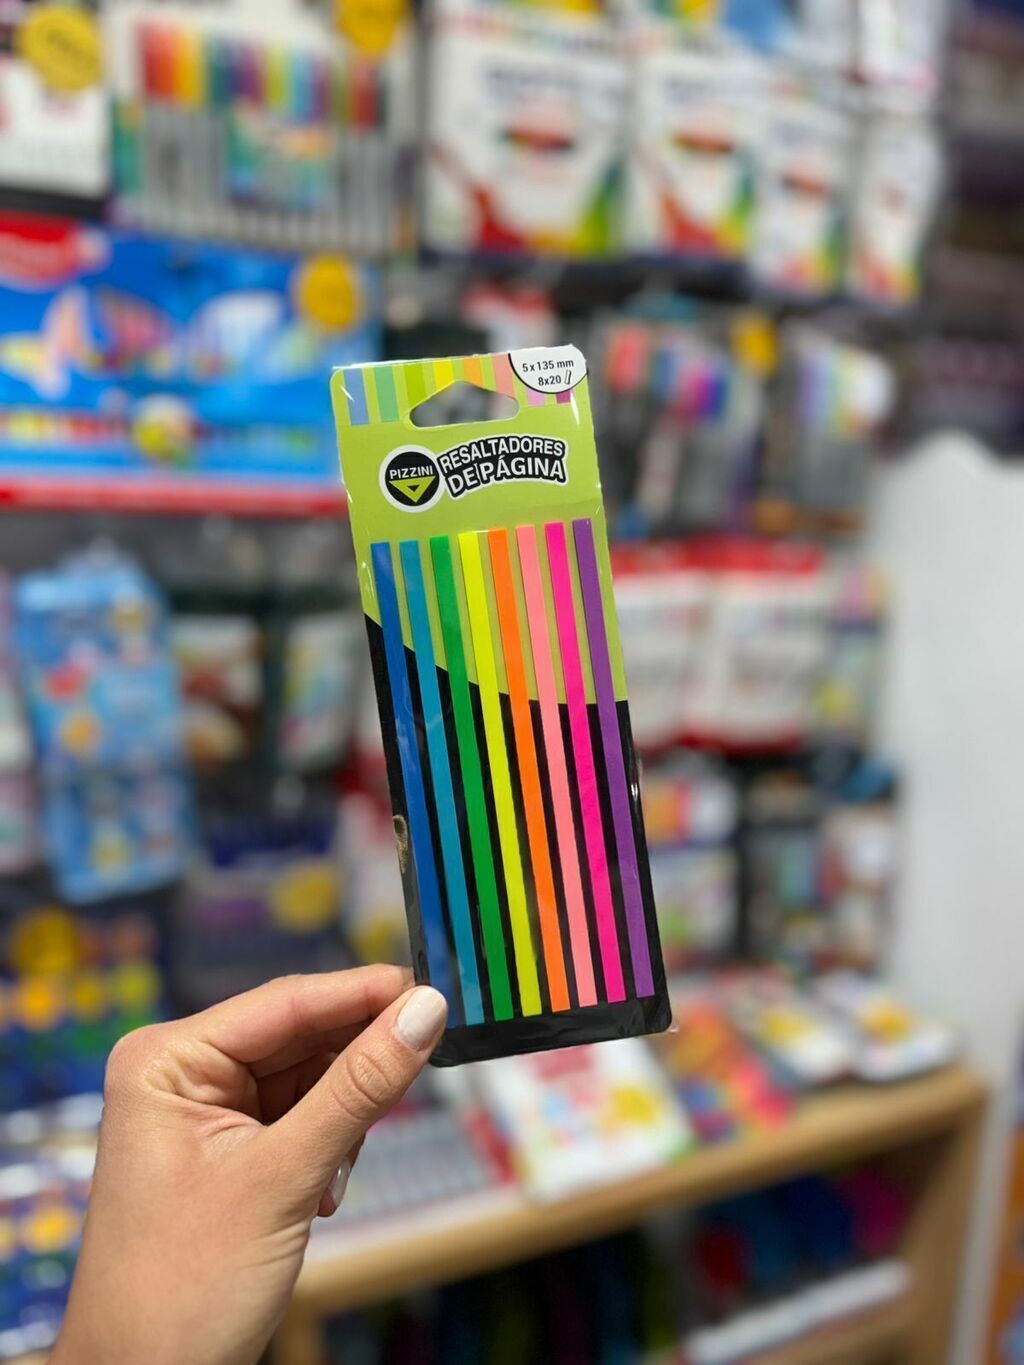 5 x 135 mm
8x20
PIZZINI
RESALTADORES
DE PÁGINA